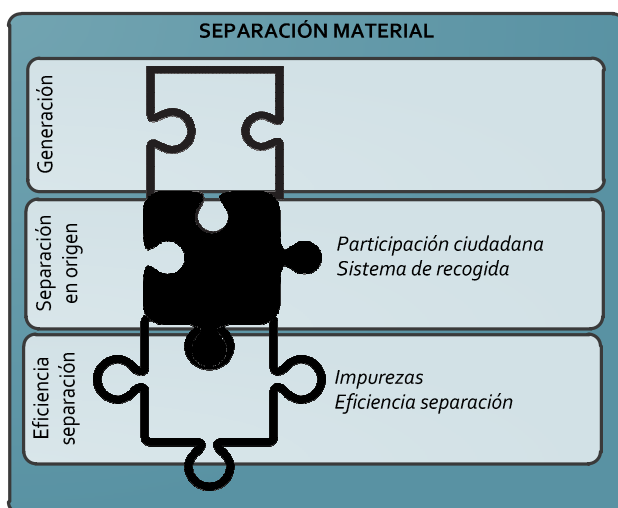 SEPARACIÓN MATERIAL
Generación
Separación
en origen
Participación ciudadana
Sistema de recogida
Eficiencia
separación
Impurezas
Eficiencia separación